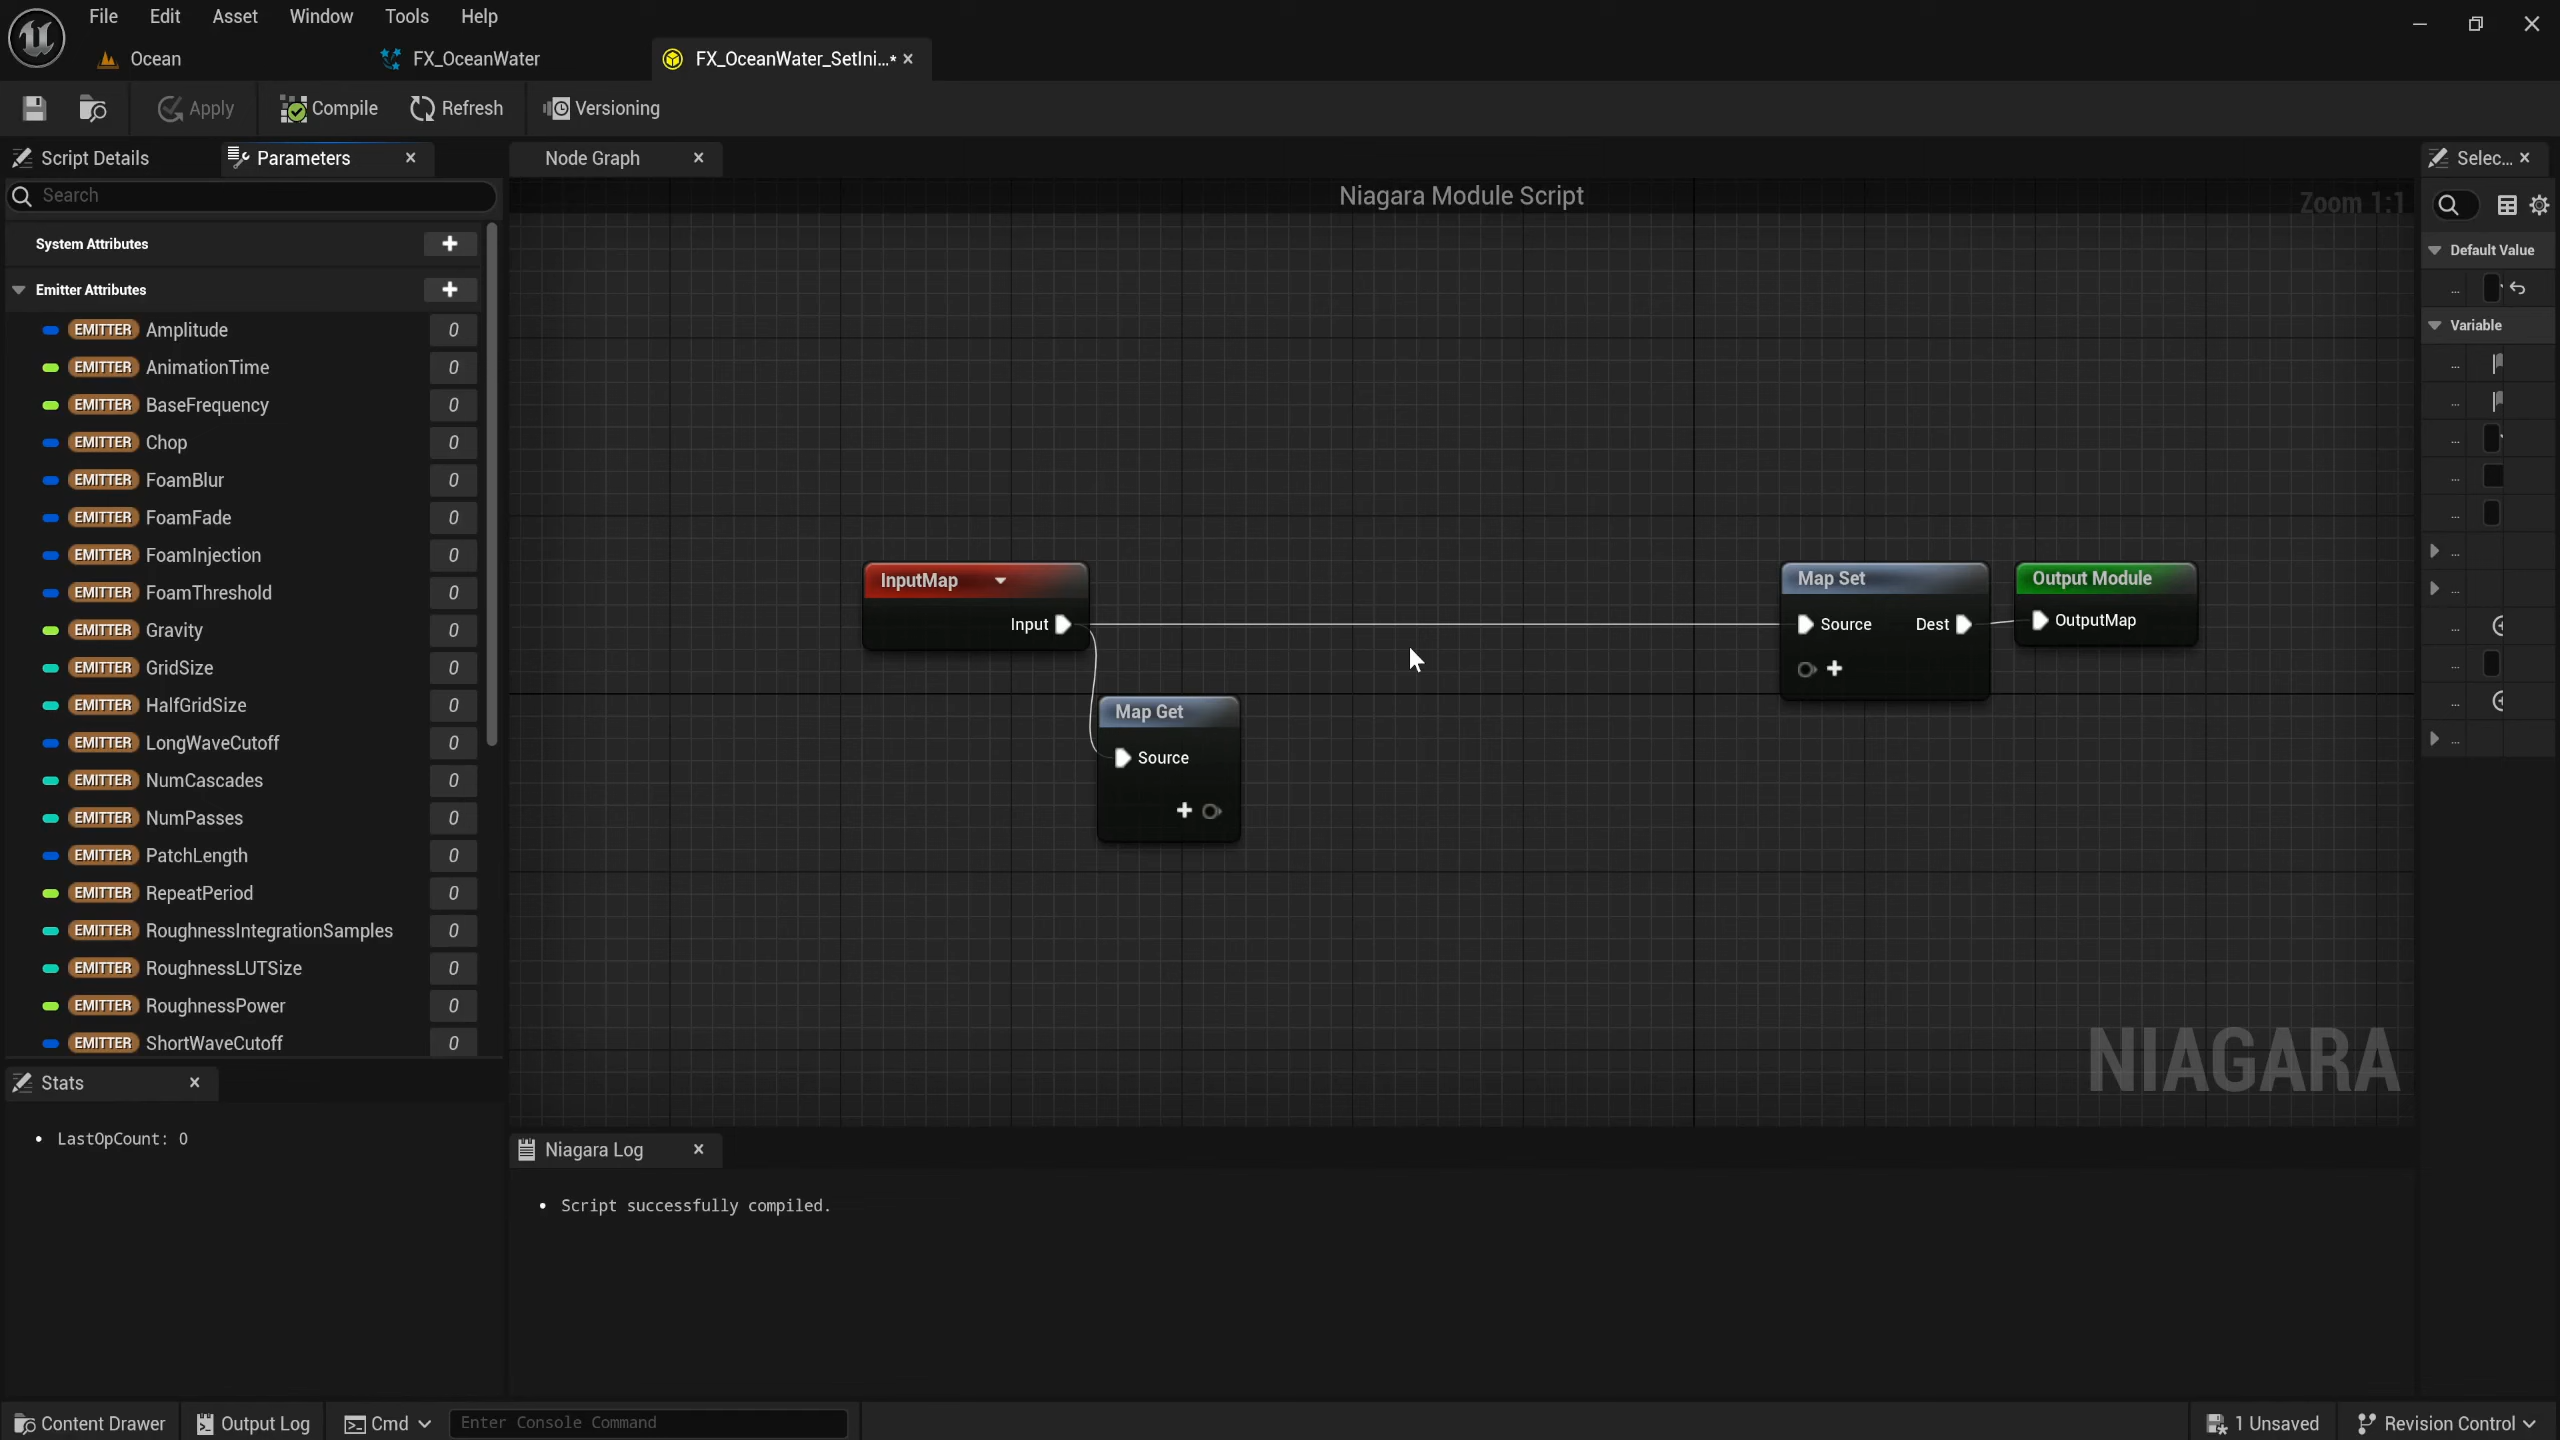 File Edit Asset Window Tools Help
Ocean FX_OceanWater FX_OceanWater_SetIni...*
Apply Compile Refresh Versioning
Script Details Parameters Node Graph Selec...
Search
Niagara Module Script
Zoom 1:1
System Attributes
Default Value
Emitter Attributes
...
Variable
EMITTER Amplitude 0
EMITTER AnimationTime 0
EMITTER BaseFrequency 0
EMITTER Chop 0
EMITTER FoamBlur 0
EMITTER FoamFade 0
EMITTER FoamInjection 0
EMITTER FoamThreshold 0
EMITTER Gravity 0
EMITTER GridSize 0
EMITTER HalfGridSize 0
EMITTER LongWaveCutoff 0
EMITTER NumCascades 0
EMITTER NumPasses 0
EMITTER PatchLength 0
EMITTER RepeatPeriod 0
EMITTER RoughnessIntegrationSamples 0
EMITTER RoughnessLUTSize 0
EMITTER RoughnessPower 0
EMITTER ShortWaveCutoff 0
InputMap
Input
Map Get
Source
Map Set
Source Dest
Output Module
OutputMap
...
...
...
...
...
...
...
...
...
...
...
NIAGARA
Stats
LastOpCount: 0
Niagara Log
Script successfully compiled.
Content Drawer Output Log Cmd Enter Console Command 1 Unsaved Revision Control